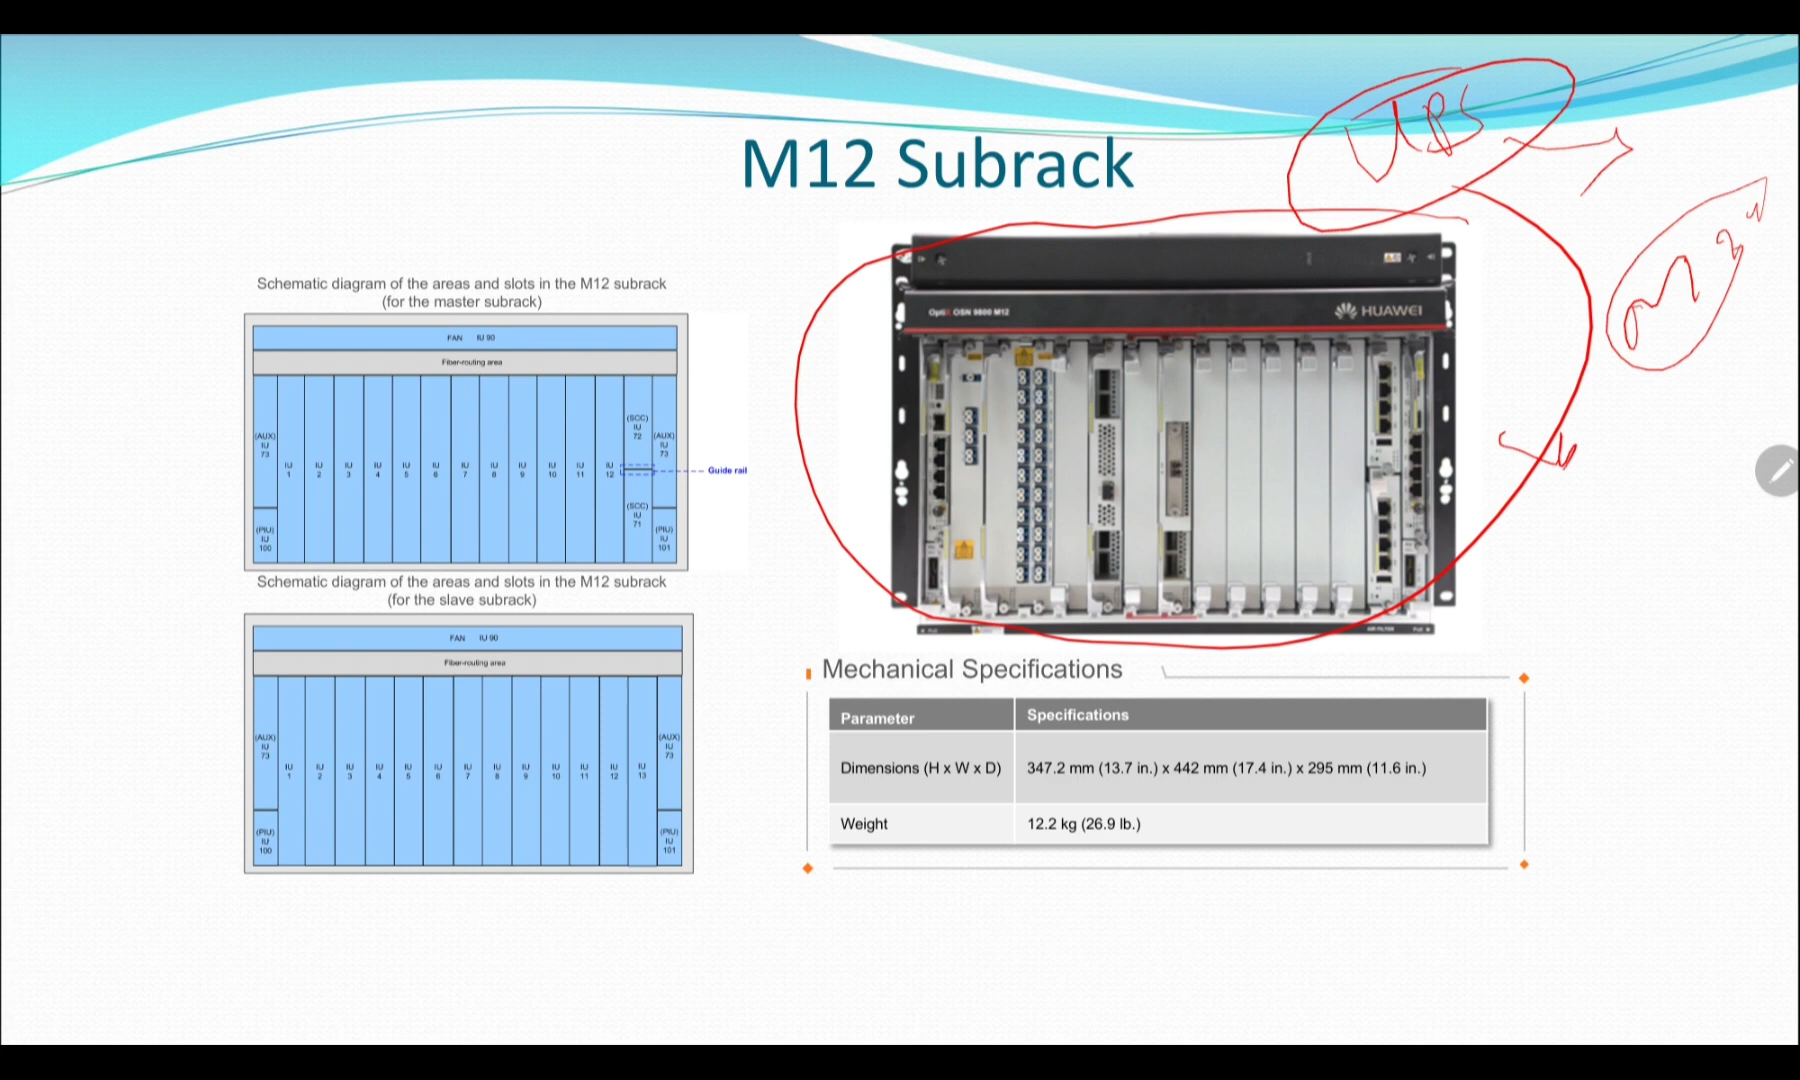 M12 Subrack
Schematic diagram of the areas and slots in the M12 subrack
(for the master subrack)
FAN IU 90
Fiber-routing area
(AUX) IU 73
(PIU) IU 100
IU 1
IU 2
IU 3
IU 4
IU 5
IU 6
IU 7
IU 8
IU 9
IU 10
IU 11
IU 12
(SCC) IU 72
(SCC) IU 71
(AUX) IU 73
(PIU) IU 101
Guide rail
Schematic diagram of the areas and slots in the M12 subrack
(for the slave subrack)
FAN IU 90
Fiber-routing area
(AUX) IU 73
(PIU) IU 100
IU 1
IU 2
IU 3
IU 4
IU 5
IU 6
IU 7
IU 8
IU 9
IU 10
IU 11
IU 12
IU 13
(AUX) IU 73
(PIU) IU 101
OptiX OSN 9800 M12
HUAWEI
Mechanical Specifications
Parameter Specifications
Dimensions (H x W x D) 347.2 mm (13.7 in.) x 442 mm (17.4 in.) x 295 mm (11.6 in.)
Weight 12.2 kg (26.9 lb.)